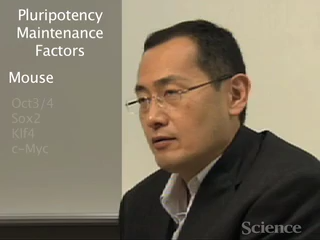 Pluripotency
Maintenance
Factors
Mouse
Oct3/4
Sox2
Klf4
c-Myc
Science